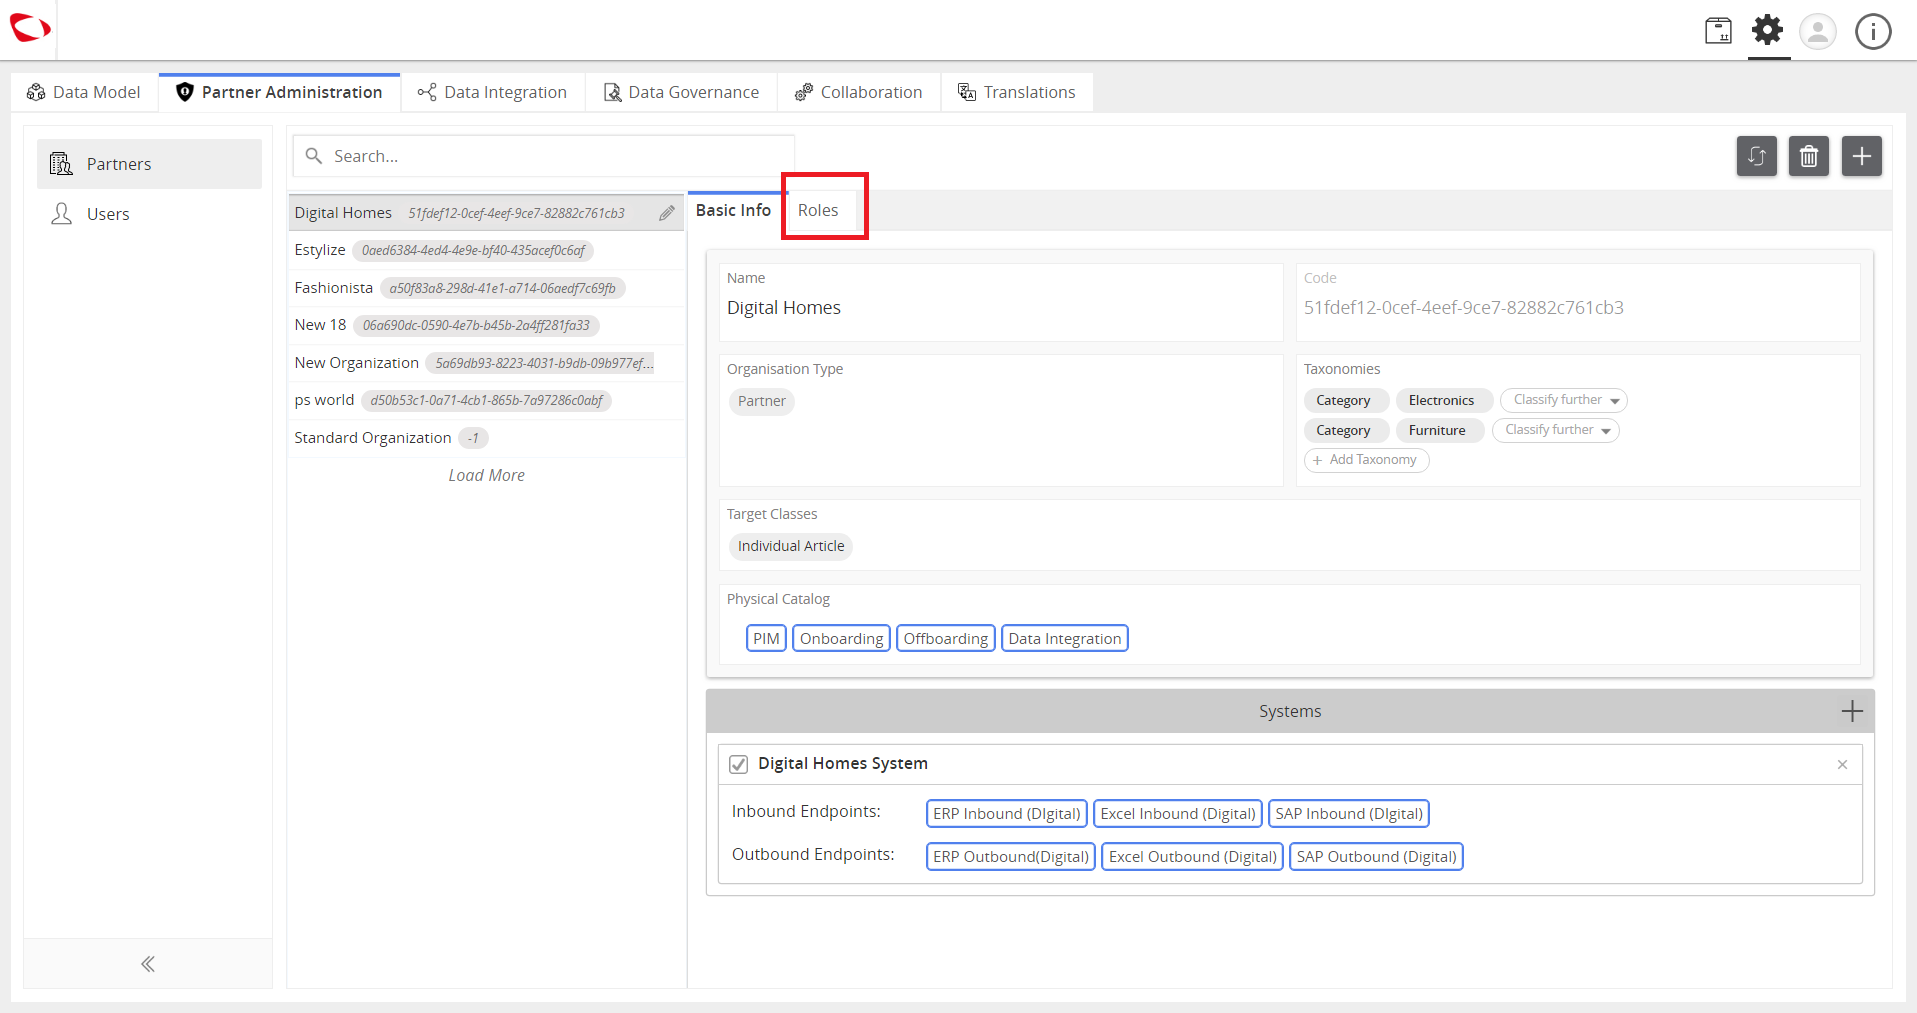 Data Model
Partner Administration
Data Integration
Data Governance
Collaboration
Translations
Partners
Users
Search...
Digital Homes 51fdef12-0cef-4eef-9ce7-82882c761cb3
Estylize 0aed6384-4ed4-4e9e-bf40-435acef0c6af
Fashionista a50f83a8-298d-41e1-a714-06aedf7c69fb
New 18 06a690dc-0590-4e7b-b45b-2a4ff281fa33
New Organization 5a69db93-8223-4031-b9db-09b977ef...
ps world d50b53c1-0a71-4cb1-865b-7a97286c0abf
Standard Organization -1
Load More
Basic Info
Roles
Name
Digital Homes
Code
51fdef12-0cef-4eef-9ce7-82882c761cb3
Organisation Type
Partner
Taxonomies
Category Electronics Classify further
Category Furniture Classify further
+ Add Taxonomy
Target Classes
Individual Article
Physical Catalog
PIM Onboarding Offboarding Data Integration
Systems
Digital Homes System
Inbound Endpoints: ERP Inbound (DIgital) Excel Inbound (Digital) SAP Inbound (DIgital)
Outbound Endpoints: ERP Outbound(Digital) Excel Outbound (Digital) SAP Outbound (Digital)